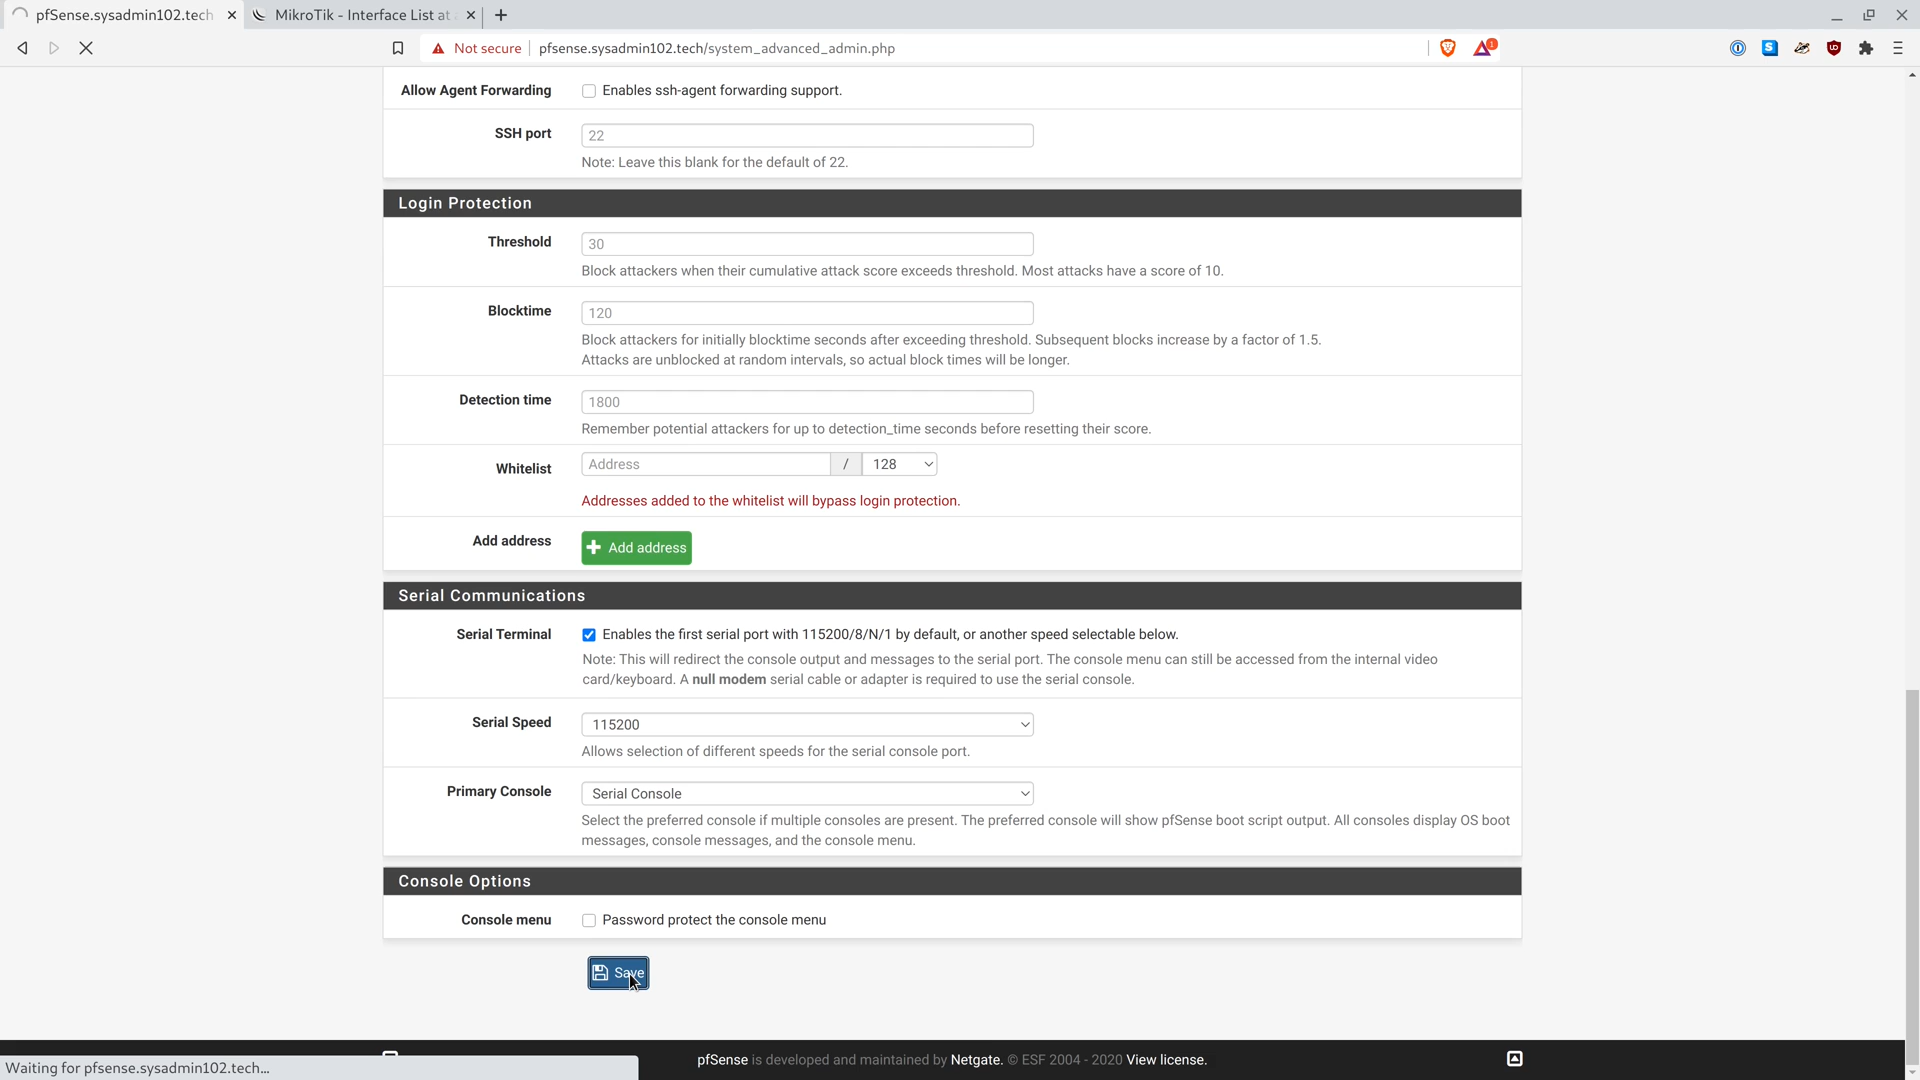 pfSense.sysadmin102.tech
MikroTik - Interface List at
Not secure
pfsense.sysadmin102.tech/system_advanced_admin.php
1
Allow Agent Forwarding
Enables ssh-agent forwarding support.
SSH port
22
Note: Leave this blank for the default of 22.
Login Protection
Threshold
30
Block attackers when their cumulative attack score exceeds threshold. Most attacks have a score of 10.
Blocktime
120
Block attackers for initially blocktime seconds after exceeding threshold. Subsequent blocks increase by a factor of 1.5.
Attacks are unblocked at random intervals, so actual block times will be longer.
Detection time
1800
Remember potential attackers for up to detection_time seconds before resetting their score.
Whitelist
Address / 128
Addresses added to the whitelist will bypass login protection.
Add address
Add address
Serial Communications
Serial Terminal
Enables the first serial port with 115200/8/N/1 by default, or another speed selectable below.
Note: This will redirect the console output and messages to the serial port. The console menu can still be accessed from the internal video
card/keyboard. A null modem serial cable or adapter is required to use the serial console.
Serial Speed
115200
Allows selection of different speeds for the serial console port.
Primary Console
Serial Console
Select the preferred console if multiple consoles are present. The preferred console will show pfSense boot script output. All consoles display OS boot
messages, console messages, and the console menu.
Console Options
Console menu
Password protect the console menu
Save
pfSense is developed and maintained by Netgate. © ESF 2004 - 2020 View license.
Waiting for pfsense.sysadmin102.tech...